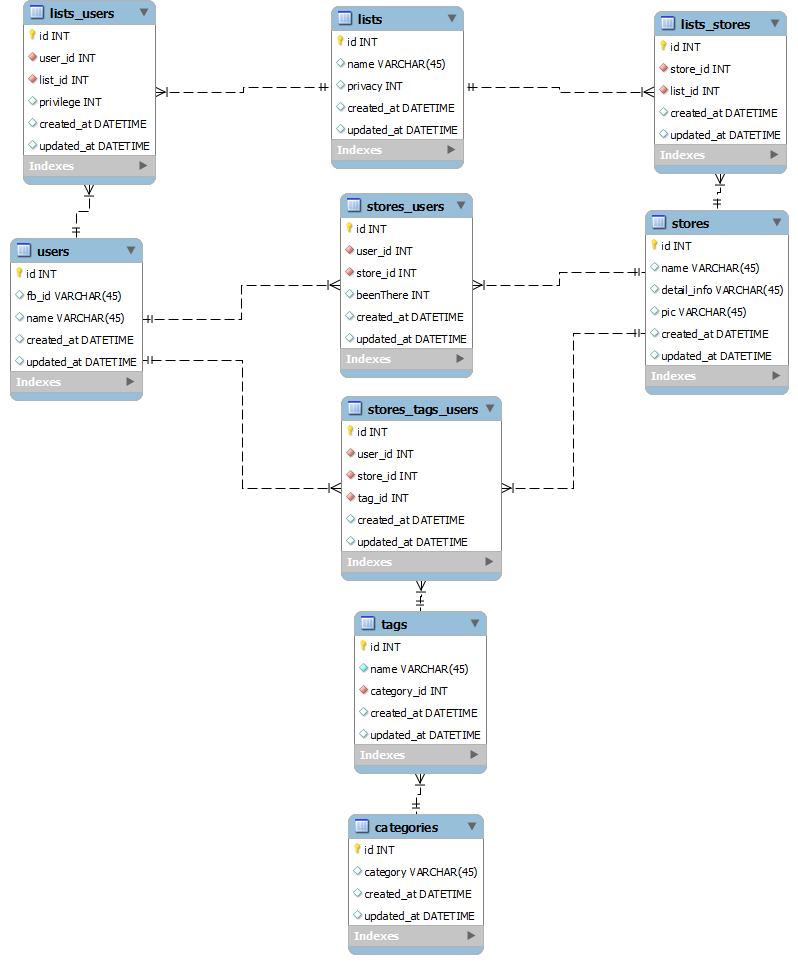 lists_users
id INT
user_id INT
list_id INT
privilege INT
created_at DATETIME
updated_at DATETIME
Indexes
lists
id INT
name VARCHAR(45)
privacy INT
created_at DATETIME
updated_at DATETIME
Indexes
lists_stores
id INT
store_id INT
list_id INT
created_at DATETIME
updated_at DATETIME
Indexes
users
id INT
fb_id VARCHAR(45)
name VARCHAR(45)
created_at DATETIME
updated_at DATETIME
Indexes
stores_users
id INT
user_id INT
store_id INT
beenThere INT
created_at DATETIME
updated_at DATETIME
Indexes
stores
id INT
name VARCHAR(45)
detail_info VARCHAR(45)
pic VARCHAR(45)
created_at DATETIME
updated_at DATETIME
Indexes
stores_tags_users
id INT
user_id INT
store_id INT
tag_id INT
created_at DATETIME
updated_at DATETIME
Indexes
tags
id INT
name VARCHAR(45)
category_id INT
created_at DATETIME
updated_at DATETIME
Indexes
categories
id INT
category VARCHAR(45)
created_at DATETIME
updated_at DATETIME
Indexes